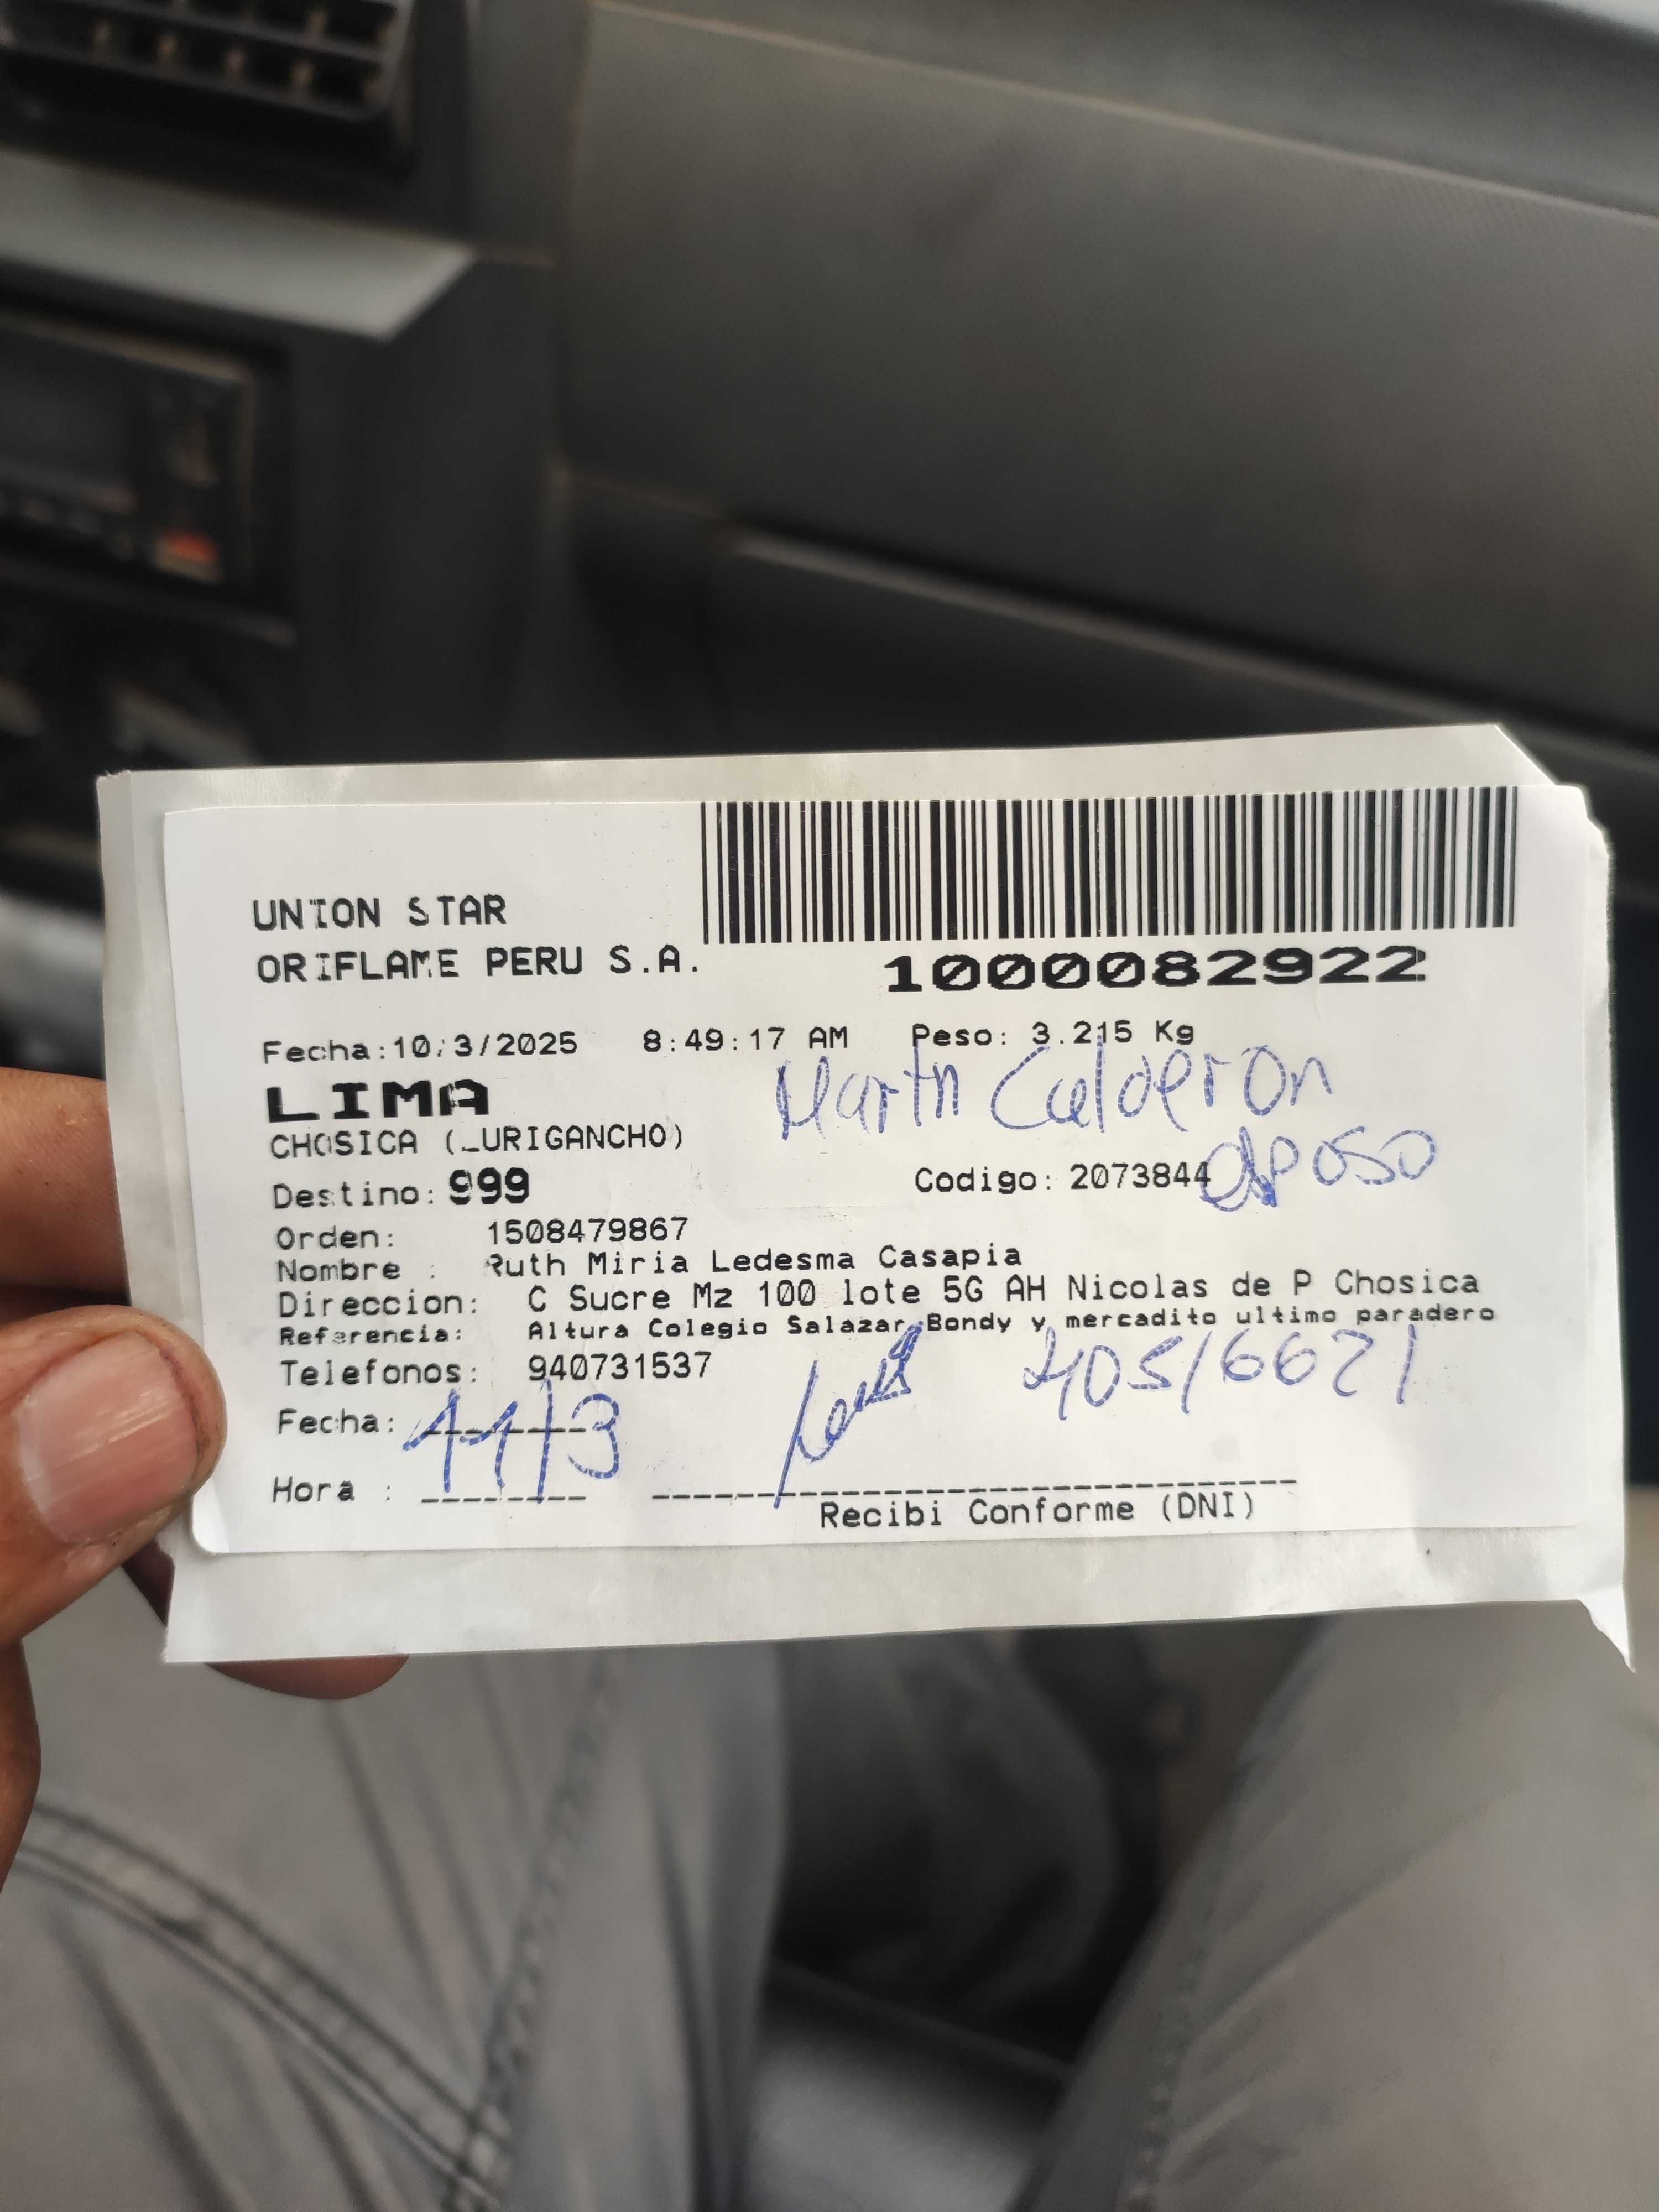 UNION STAR
ORIFLAME PERU S.A.
1000082922
Fecha:10/3/2025 8:49:17 AM Peso: 3.215 Kg
LIMA
Martn Calderon
CHOSICA (LURIGANCHO)
esposo
Destino: 999 Codigo: 2073844
Orden: 1508479867
Nombre : Ruth Miria Ledesma Casapia
Direccion: C Sucre Mz 100 lote 5G AH Nicolas de P Chosica
Referencia: Altura Colegio Salazar Bondy y mercadito ultimo paradero
Telefonos: 940731537
Fecha: 11/3
Hora :
Recibi Conforme (DNI)